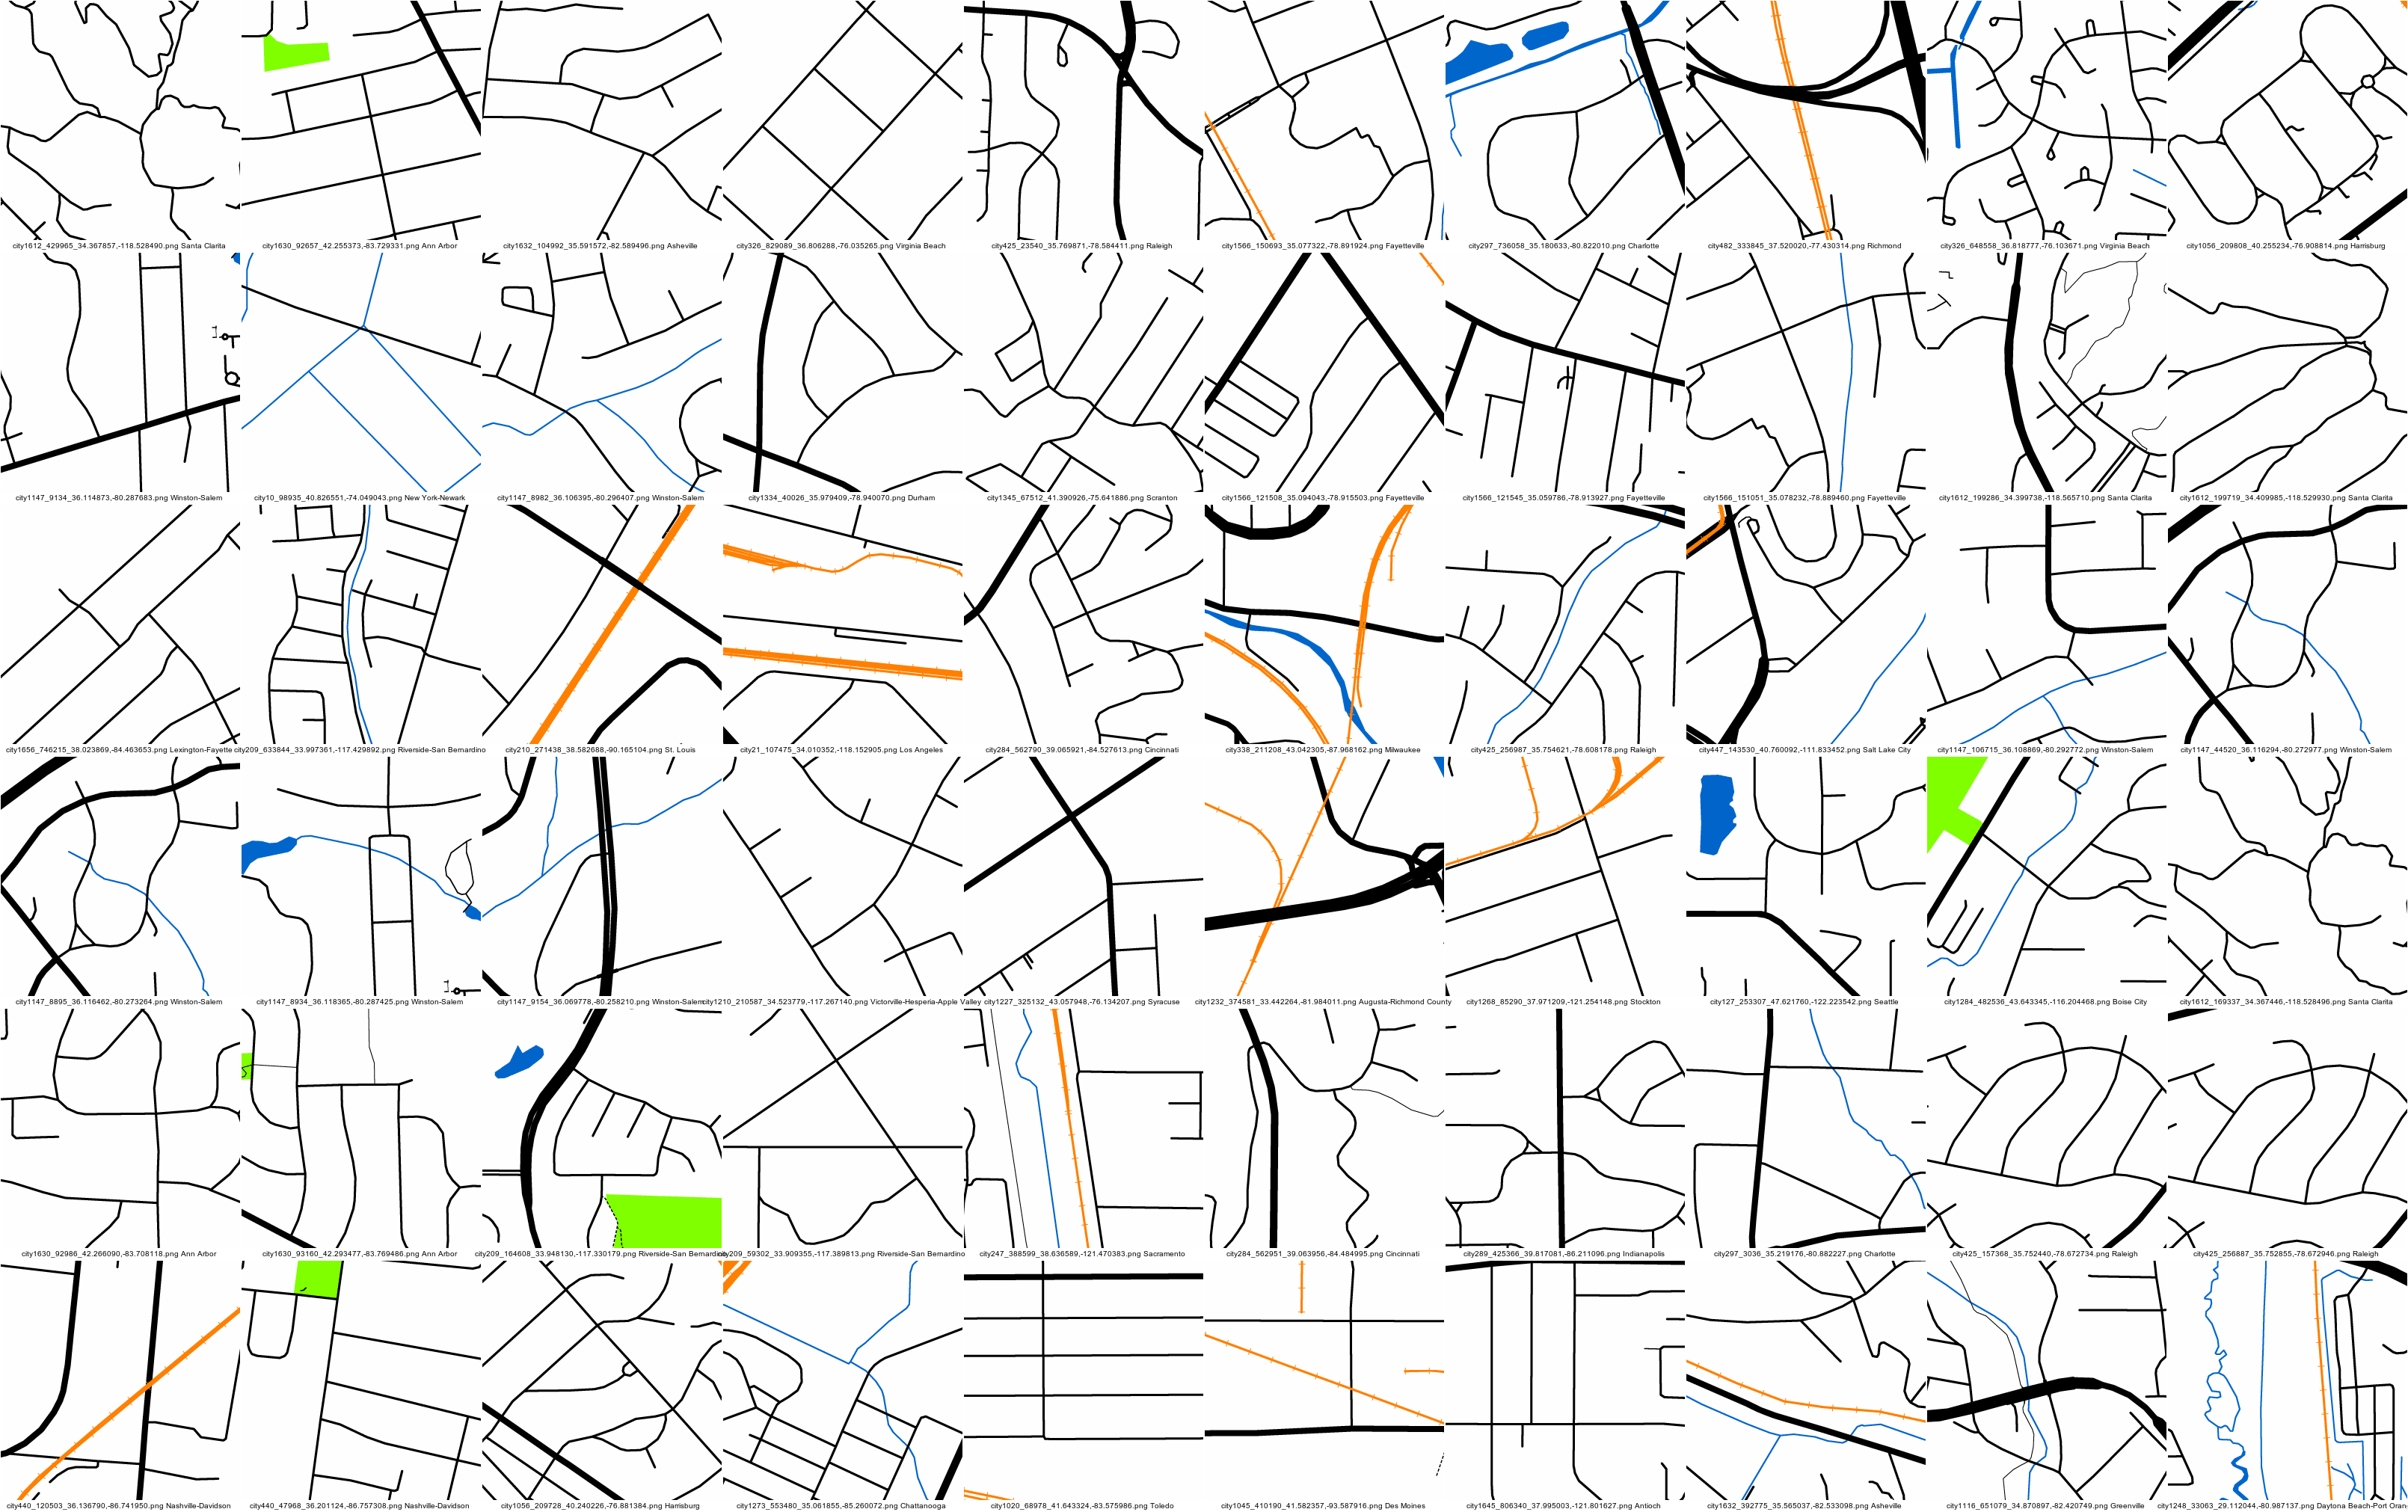 city1612_429965_34.367857,-118.528490.png Santa Clarita
city1630_92657_42.255373,-83.729331.png Ann Arbor
city1632_104992_35.591572,-82.589496.png Asheville
city326_829089_36.806288,-76.035265.png Virginia Beach
city425_23540_35.769871,-78.584411.png Raleigh
city1566_150693_35.077322,-78.891924.png Fayetteville
city297_736058_35.180633,-80.822010.png Charlotte
city482_333845_37.520020,-77.430314.png Richmond
city326_648558_36.818777,-76.103671.png Virginia Beach
city1056_209808_40.255234,-76.908814.png Harrisburg
city1147_9134_36.114873,-80.287683.png Winston-Salem
city10_98935_40.826551,-74.049043.png New York-Newark
city1147_8982_36.106395,-80.296407.png Winston-Salem
city1334_40026_35.979409,-78.940070.png Durham
city1345_67512_41.390926,-75.641886.png Scranton
city1566_121508_35.094043,-78.915503.png Fayetteville
city1566_121545_35.059786,-78.913927.png Fayetteville
city1566_151051_35.078232,-78.889460.png Fayetteville
city1612_199286_34.399738,-118.565710.png Santa Clarita
city1612_199719_34.409985,-118.529930.png Santa Clarita
city1656_746215_38.023869,-84.463653.png Lexington-Fayette
city209_633844_33.997361,-117.429892.png Riverside-San Bernardino
city210_271438_38.582688,-90.165104.png St. Louis
city21_107475_34.010352,-118.152905.png Los Angeles
city284_562790_39.065921,-84.527613.png Cincinnati
city338_211208_43.042305,-87.968162.png Milwaukee
city425_256987_35.754621,-78.608178.png Raleigh
city447_143530_40.760092,-111.833452.png Salt Lake City
city1147_106715_36.108869,-80.292772.png Winston-Salem
city1147_44520_36.116294,-80.272977.png Winston-Salem
city1147_8895_36.116462,-80.273264.png Winston-Salem
city1147_8934_36.118365,-80.287425.png Winston-Salem
city1147_9154_36.069778,-80.258210.png Winston-Salem
city1210_210587_34.523779,-117.267140.png Victorville-Hesperia-Apple Valley
city1227_325132_43.057948,-76.134207.png Syracuse
city1232_374581_33.442264,-81.984011.png Augusta-Richmond County
city1268_85290_37.971209,-121.254148.png Stockton
city127_253307_47.621760,-122.223542.png Seattle
city1284_482536_43.643345,-116.204468.png Boise City
city1612_169337_34.367446,-118.528496.png Santa Clarita
city1630_92986_42.266090,-83.708118.png Ann Arbor
city1630_93160_42.293477,-83.769486.png Ann Arbor
city209_164608_33.948130,-117.330179.png Riverside-San Bernardino
city209_59302_33.909355,-117.389813.png Riverside-San Bernardino
city247_388599_38.636589,-121.470383.png Sacramento
city284_562951_39.063956,-84.484995.png Cincinnati
city289_425366_39.817081,-86.211096.png Indianapolis
city297_3036_35.219176,-80.882227.png Charlotte
city425_157368_35.752440,-78.672734.png Raleigh
city425_256887_35.752855,-78.672946.png Raleigh
city440_120503_36.136790,-86.741950.png Nashville-Davidson
city440_47968_36.201124,-86.757308.png Nashville-Davidson
city1056_209728_40.240226,-76.881384.png Harrisburg
city1273_553480_35.061855,-85.260072.png Chattanooga
city1020_68978_41.643324,-83.575986.png Toledo
city1045_410190_41.582357,-93.587916.png Des Moines
city1645_806340_37.995003,-121.801627.png Antioch
city1632_392775_35.565037,-82.533098.png Asheville
city1116_651079_34.870897,-82.420749.png Greenville
city1248_33063_29.112044,-80.987137.png Daytona Beach-Port Oran